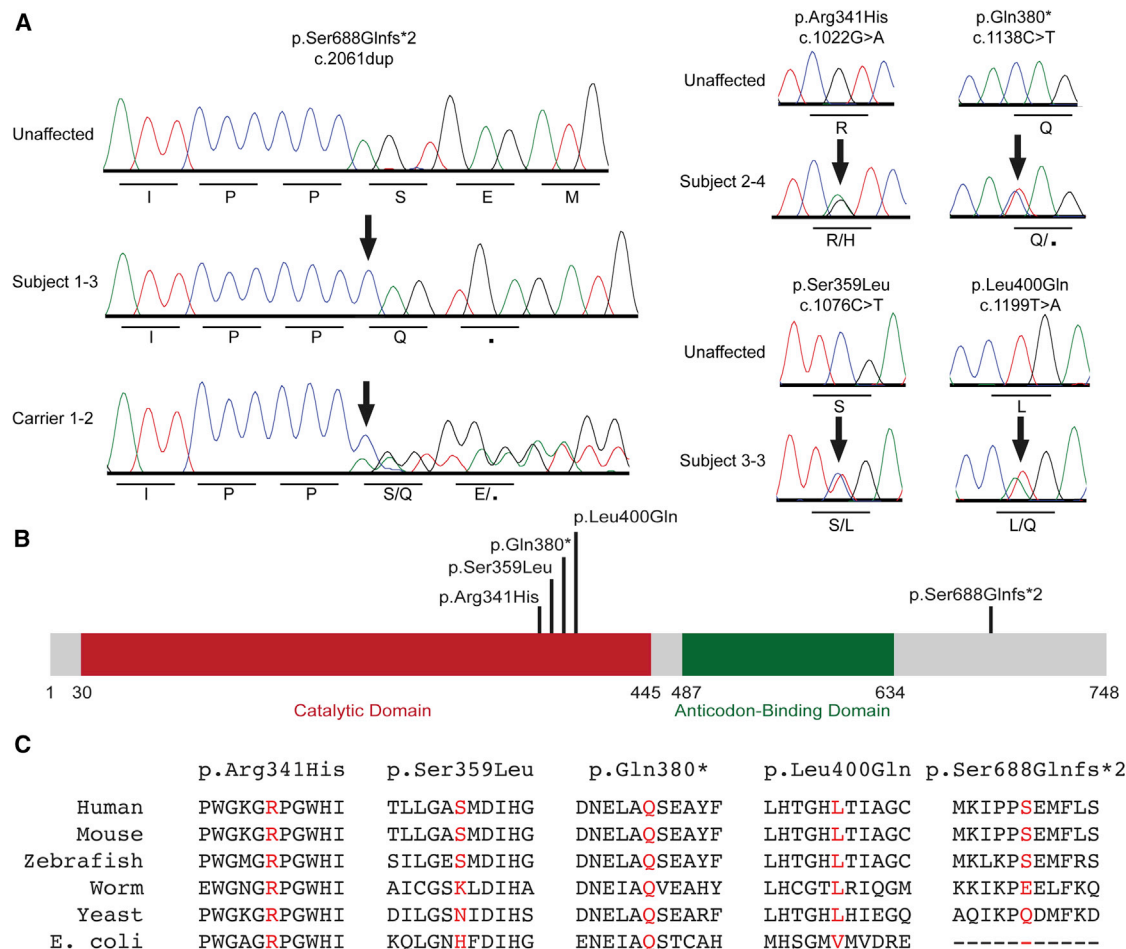 A
p.Ser688Glnfs*2
c.2061dup
Unaffected
I P P S E M
Subject 1-3
I P P Q .
Carrier 1-2
I P P S/Q E/.
p.Arg341His p.Gln380*
c.1022G>A c.1138C>T
Unaffected
R Q
Subject 2-4
R/H Q/.
p.Ser359Leu p.Leu400Gln
c.1076C>T c.1199T>A
Unaffected
S L
Subject 3-3
S/L L/Q
B
p.Leu400Gln
p.Gln380*
p.Ser359Leu
p.Arg341His
p.Ser688Glnfs*2
1 30 445 487 634 748
Catalytic Domain Anticodon-Binding Domain
C
p.Arg341His p.Ser359Leu p.Gln380* p.Leu400Gln p.Ser688Glnfs*2
Human PWGKGRPGWHI TLLGASMDIHG DNELAQSEAYF LHTGHLTIAGC MKIPPSEMFLS
Mouse PWGKGRPGWHI TLLGASMDIHG DNELAQSEAYF LHTGHLTIAGC MKIPPSEMFLS
Zebrafish PWGMGRPGWHI SILGESMDIHG DNELAQSEAYF LHTGHLTIAGC MKLKPSEMFRS
Worm EWGNGRPGWHI AICGSKLDIHA DNEIAQVEAHY LHCGTLRIQGM KKIKPEELFKQ
Yeast PWGKGRPGWHI DILGSNIDIHS DNELAQSEARF LHTGHLHIEGQ AQIKPQDMFKD
E. coli PWGAGRPGWHI KQLGNHFDIHG ENEIAQSTCAH MHSGMVMVDRE -----------